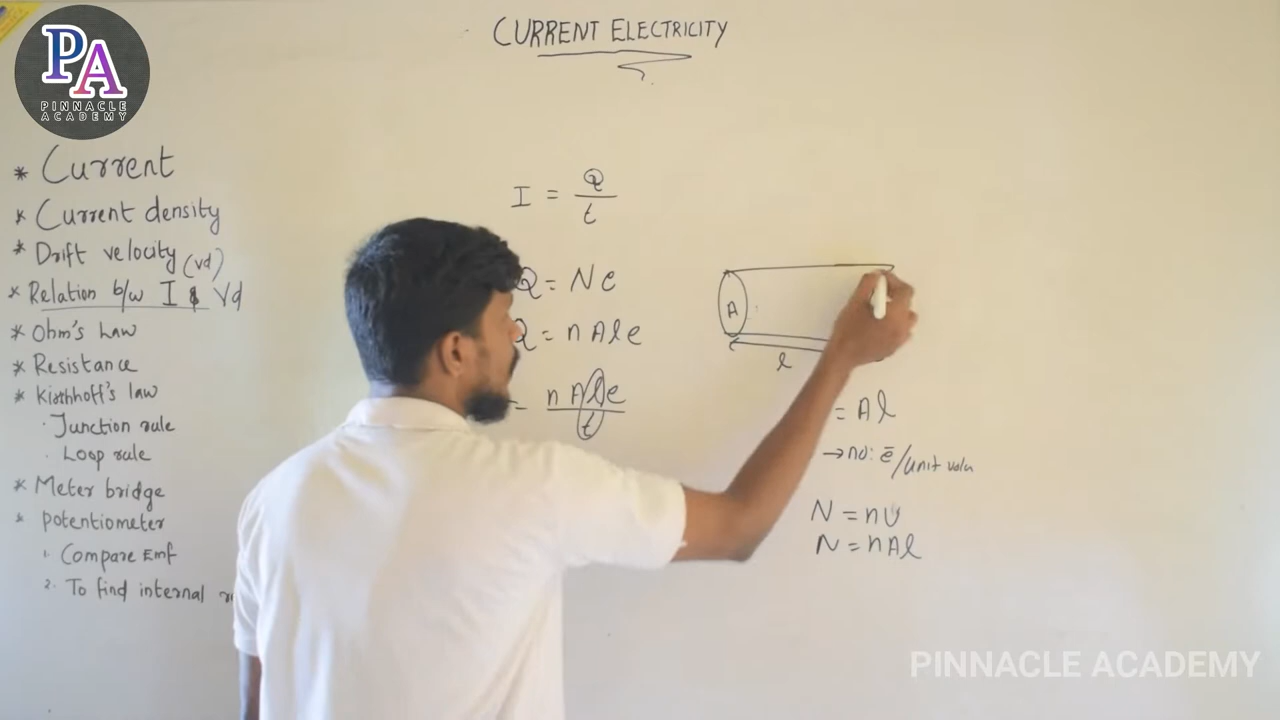 PA
PINNACLE
ACADEMY
CURRENT ELECTRICITY
* Current
* Current density
* Drift velocity (vd)
* Relation b/w I & Vd
* Ohm's Law
* Resistance
* Kirchhoff's law
· Junction rule
· Loop rule
* Meter bridge
* potentiometer
1. Compare Emf
2. To find internal
I = Q/t
Q = Ne
Q = nAle
= nAle/t
A
l
= Al
→ no: ē/unit volu
N = nV
N = nAl
PINNACLE ACADEMY